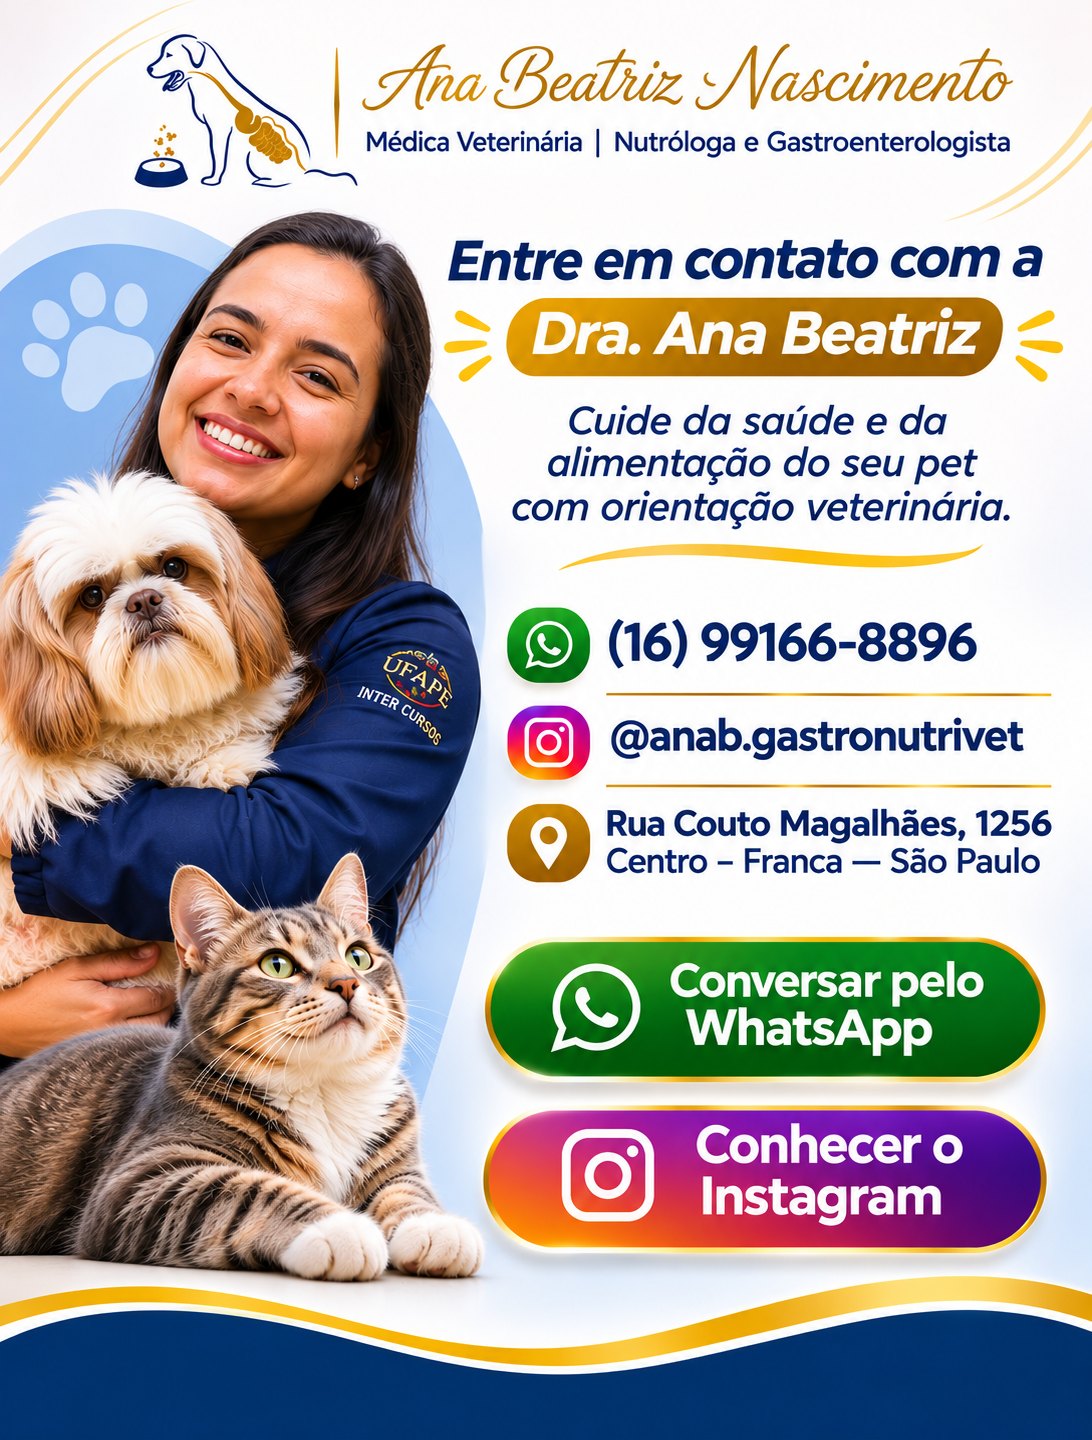 Ana Beatriz Nascimento
Médica Veterinária | Nutróloga e Gastroenterologista
Entre em contato com a
Dra. Ana Beatriz
Cuide da saúde e da
alimentação do seu pet
com orientação veterinária.
(16) 99166-8896
@anab.gastronutrivet
Rua Couto Magalhães, 1256
Centro – Franca — São Paulo
UFAPE
INTER CURSOS
Conversar pelo
WhatsApp
Conhecer o
Instagram